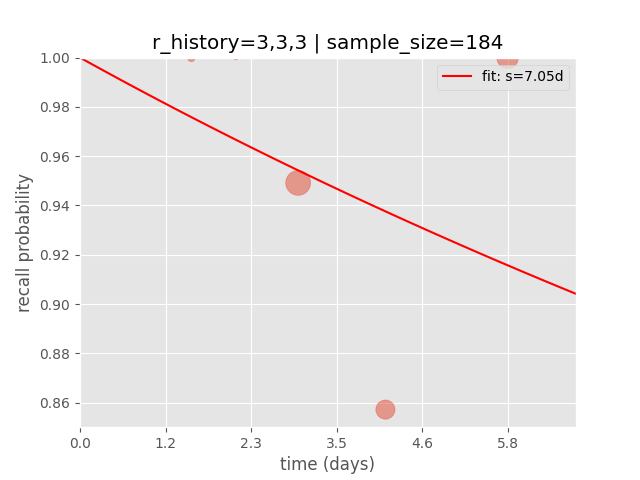 r_history=3,3,3 | sample_size=184
1.00
0.98
0.96
0.94
0.92
0.90
0.88
0.86
recall probability
fit: s=7.05d
0.0 1.2 2.3 3.5 4.6 5.8
time (days)